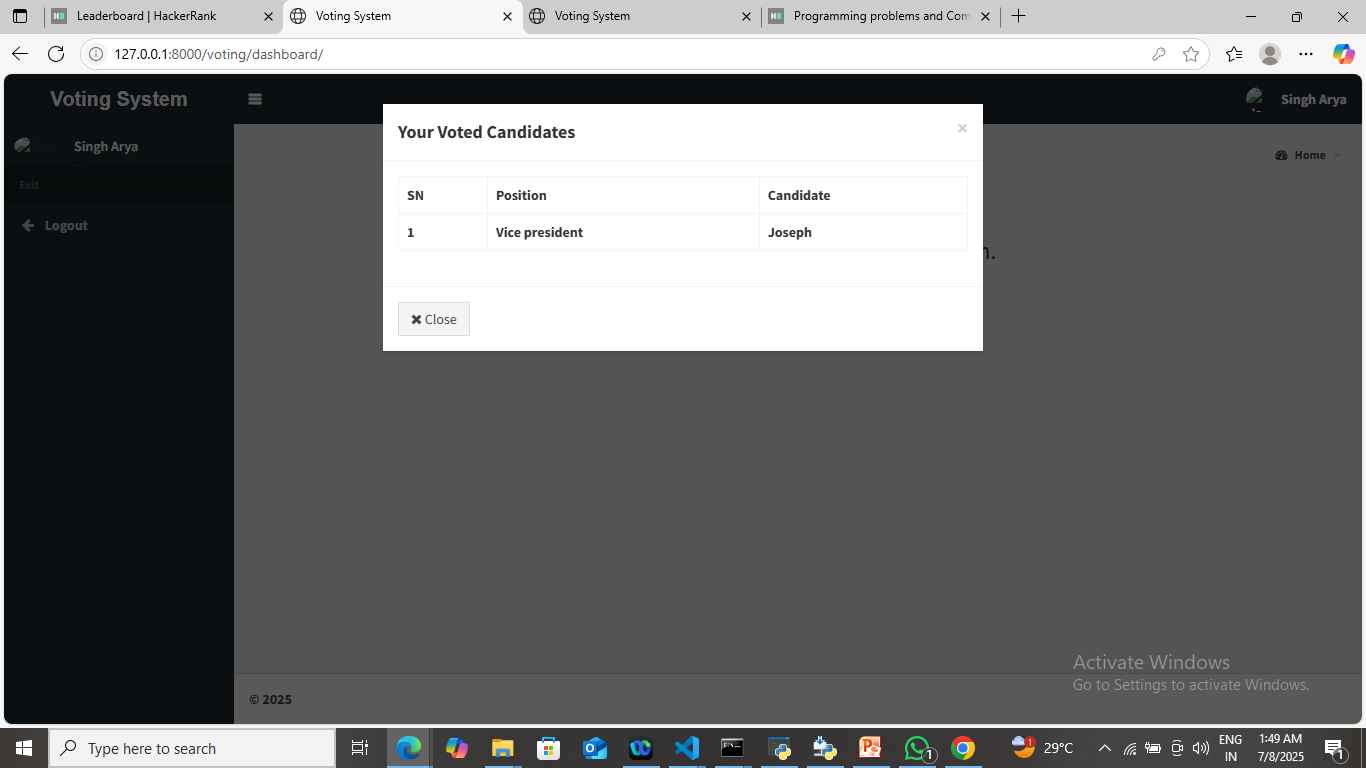 Leaderboard | HackerRank
Voting System
Voting System
Programming problems and Com
127.0.0.1:8000/voting/dashboard/
Voting System
Singh Arya
Singh Arya
Exit
Logout
Home >
Your Voted Candidates
×
SN Position Candidate
1 Vice president Joseph
n.
Close
Activate Windows
Go to Settings to activate Windows.
© 2025
Type here to search
1
29°C
ENG
IN
1:49 AM
7/8/2025
1
1